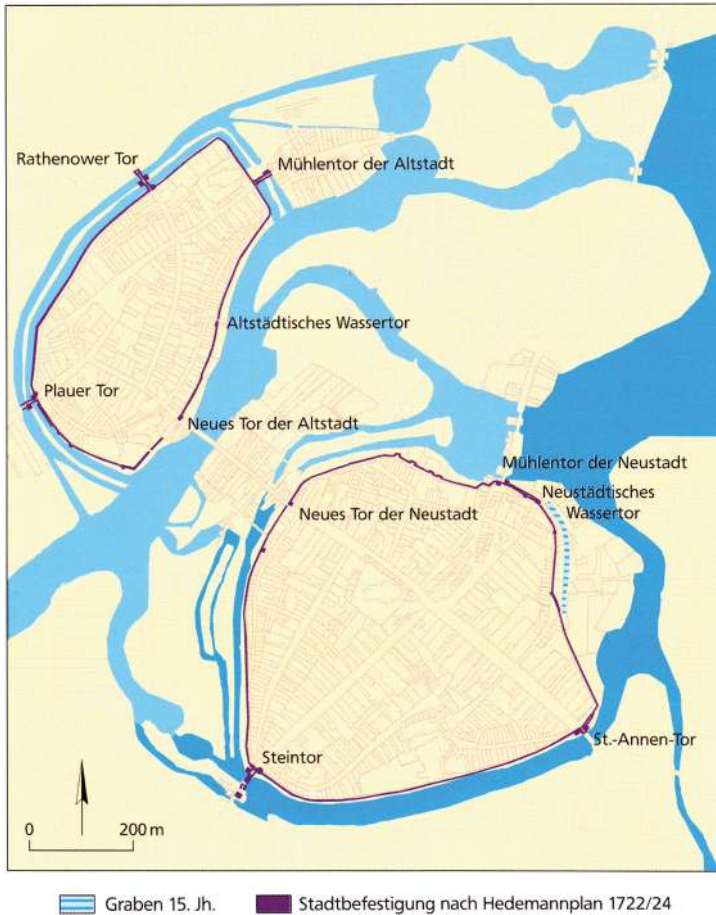 Rathenower Tor
Mühlentor der Altstadt
Altstädtisches Wassertor
Plauer Tor
Neues Tor der Altstadt
Mühlentor der Neustadt
Neustädtisches
Wassertor
Neues Tor der Neustadt
St.-Annen-Tor
Steintor
0 200 m
Graben 15. Jh.
Stadtbefestigung nach Hedemannplan 1722/24